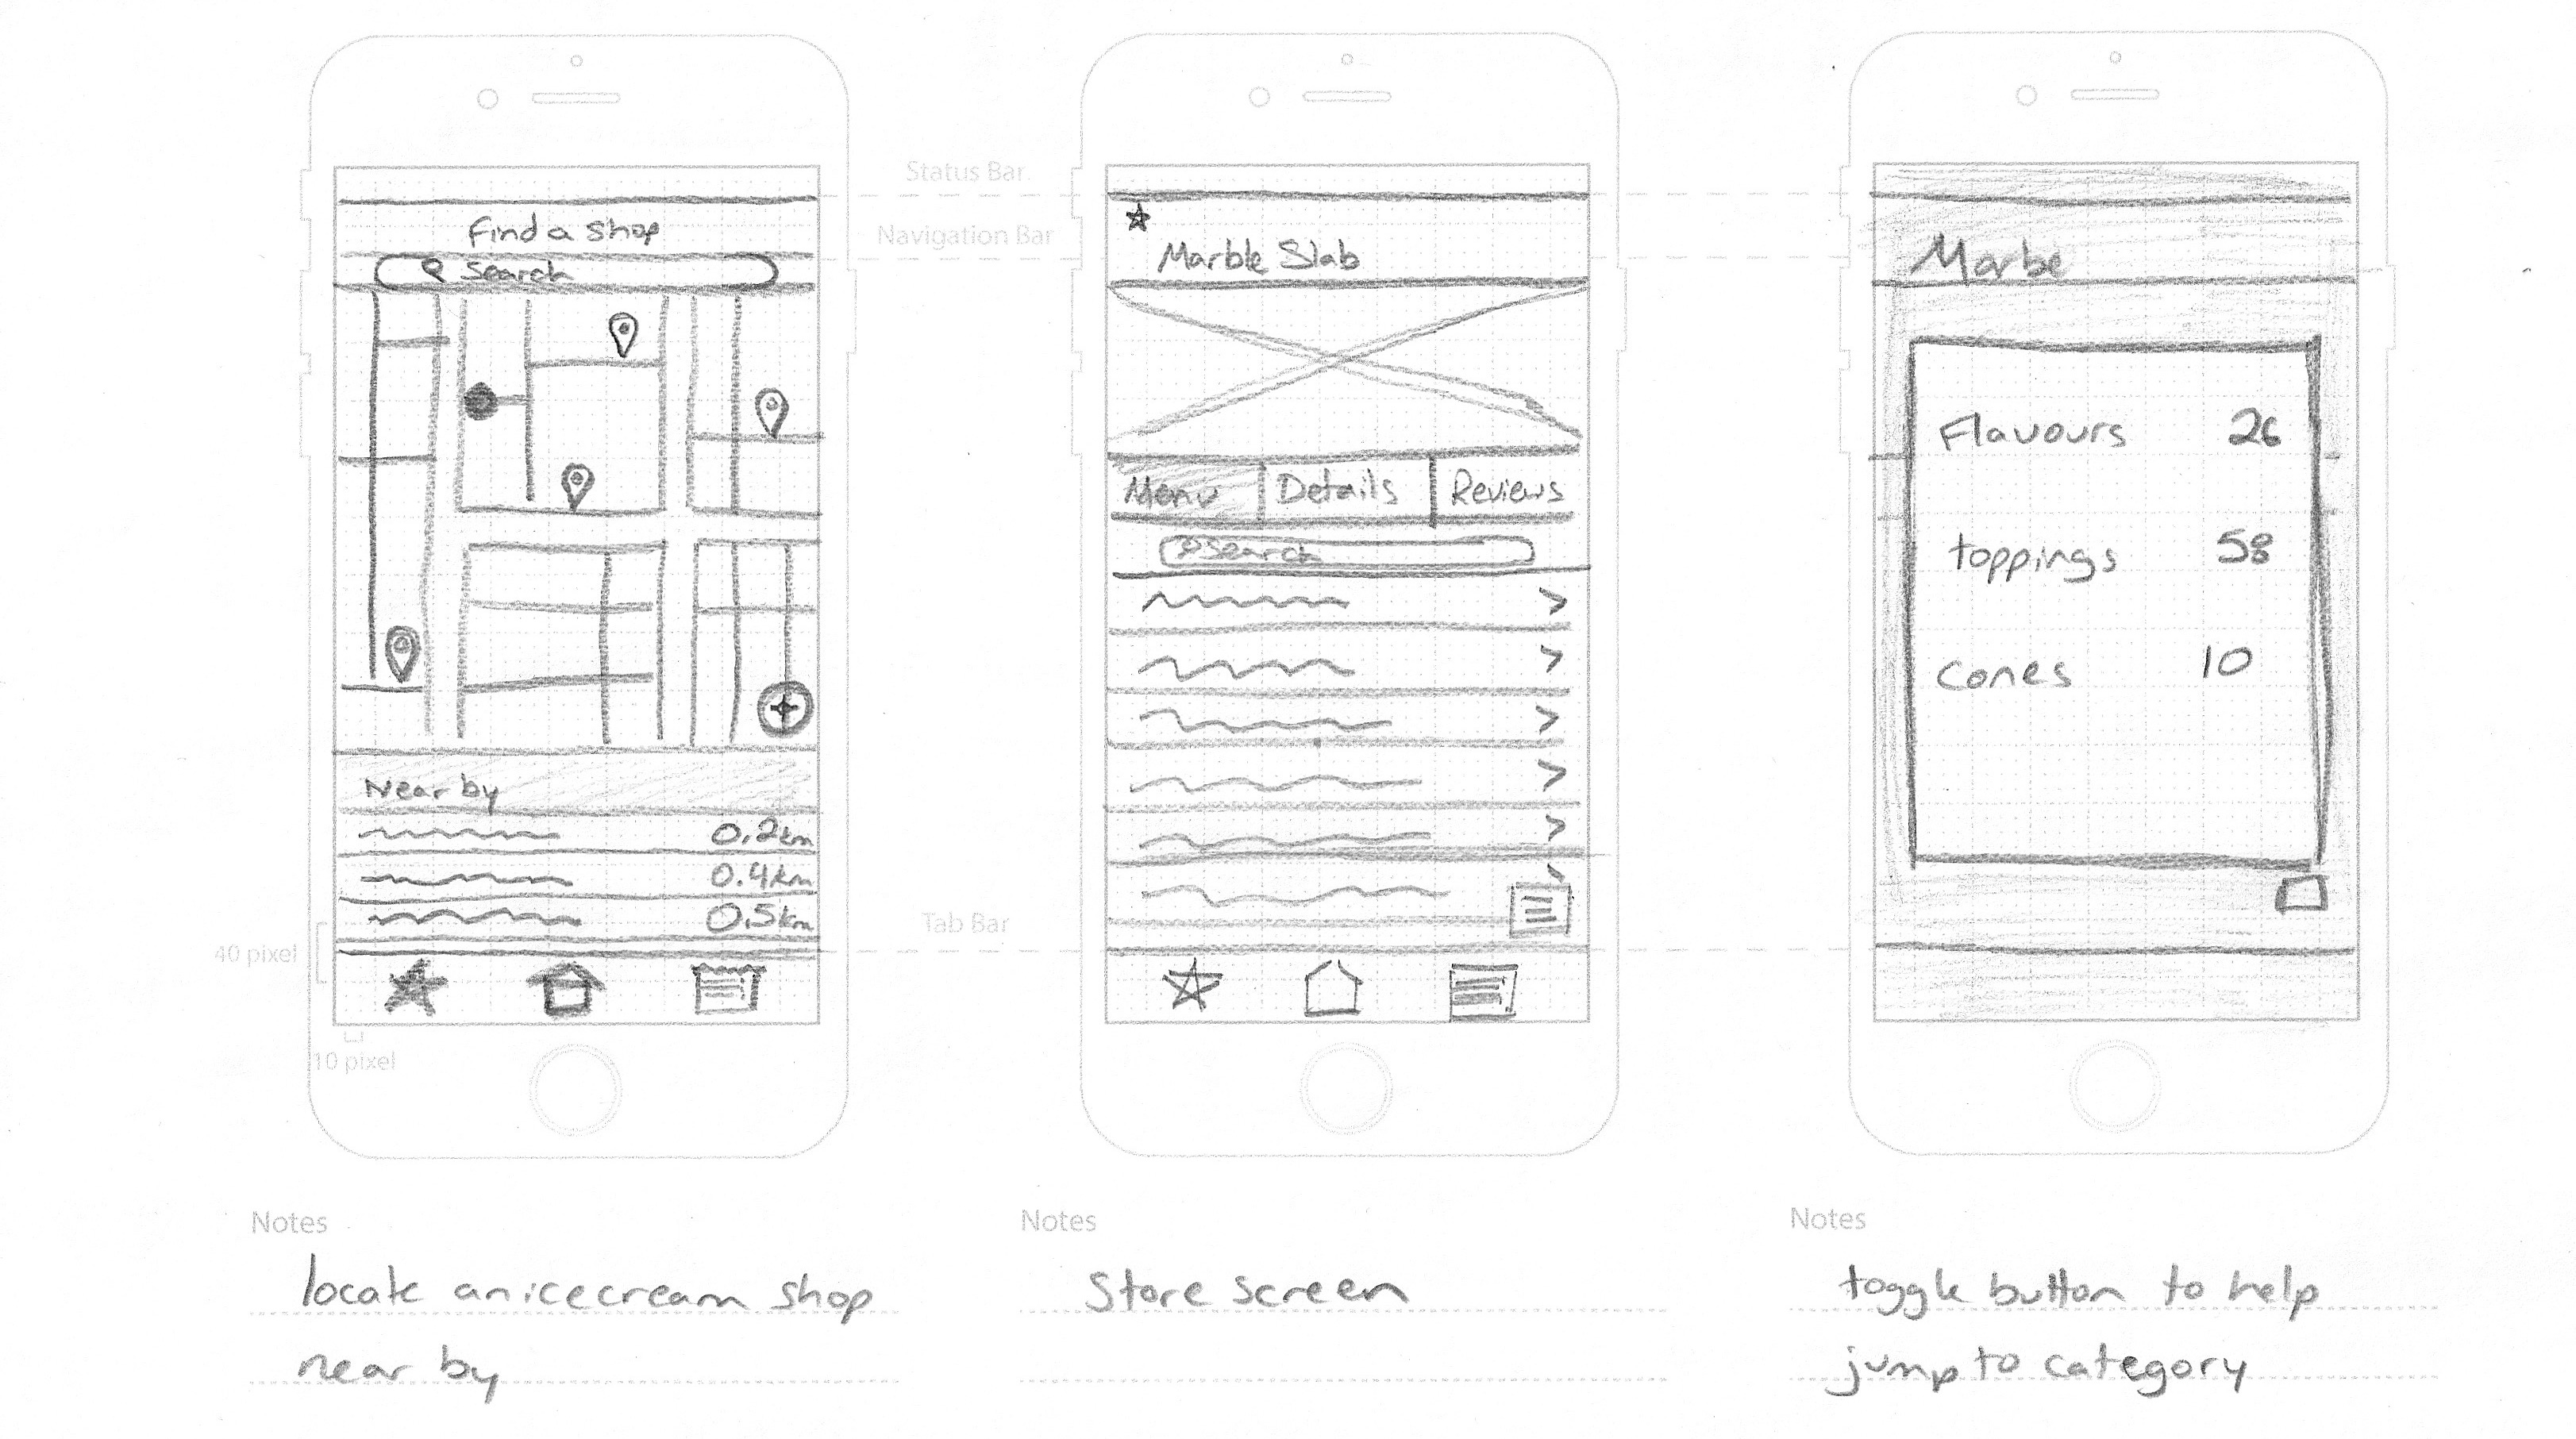 Status Bar
Navigation Bar
Find a shop
Search
Near by
0.2km
0.4km
0.5km
Tab Bar
40 pixel
10 pixel
Marble Slab
Menu
Details
Reviews
Search
Marbe
Flavours 26
toppings 58
Cones 10
Notes
locate an icecream shop
near by
Notes
Store screen
Notes
toggle button to help
jump to category